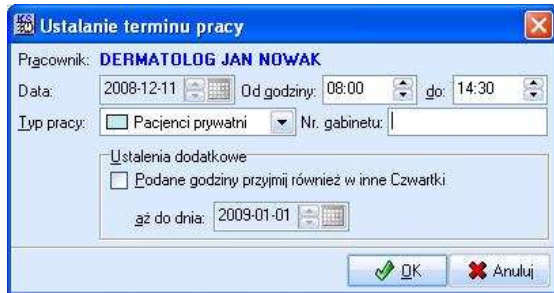 Ustalanie terminu pracy
Pracownik: DERMATOLOG JAN NOWAK
Data: 2008-12-11 Od godziny: 08:00 do: 14:30
Typ pracy: Pacjenci prywatni Nr. gabinetu:
Ustalenia dodatkowe
Podane godziny przyjmij również w inne Czwartki
aż do dnia: 2009-01-01
OK Anuluj